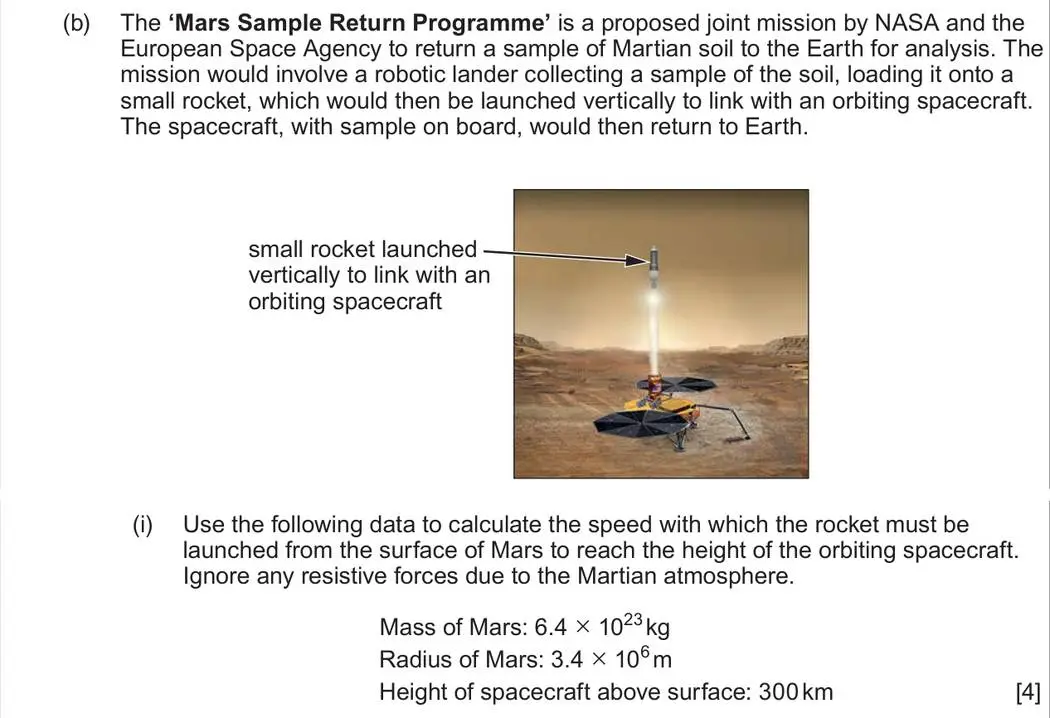 (b) The ‘Mars Sample Return Programme’ is a proposed joint mission by NASA and the
European Space Agency to return a sample of Martian soil to the Earth for analysis. The
mission would involve a robotic lander collecting a sample of the soil, loading it onto a
small rocket, which would then be launched vertically to link with an orbiting spacecraft.
The spacecraft, with sample on board, would then return to Earth.
small rocket launched
vertically to link with an
orbiting spacecraft
(i) Use the following data to calculate the speed with which the rocket must be
launched from the surface of Mars to reach the height of the orbiting spacecraft.
Ignore any resistive forces due to the Martian atmosphere.
Mass of Mars: 6.4 × 10²³ kg
Radius of Mars: 3.4 × 10⁶ m
Height of spacecraft above surface: 300 km [4]